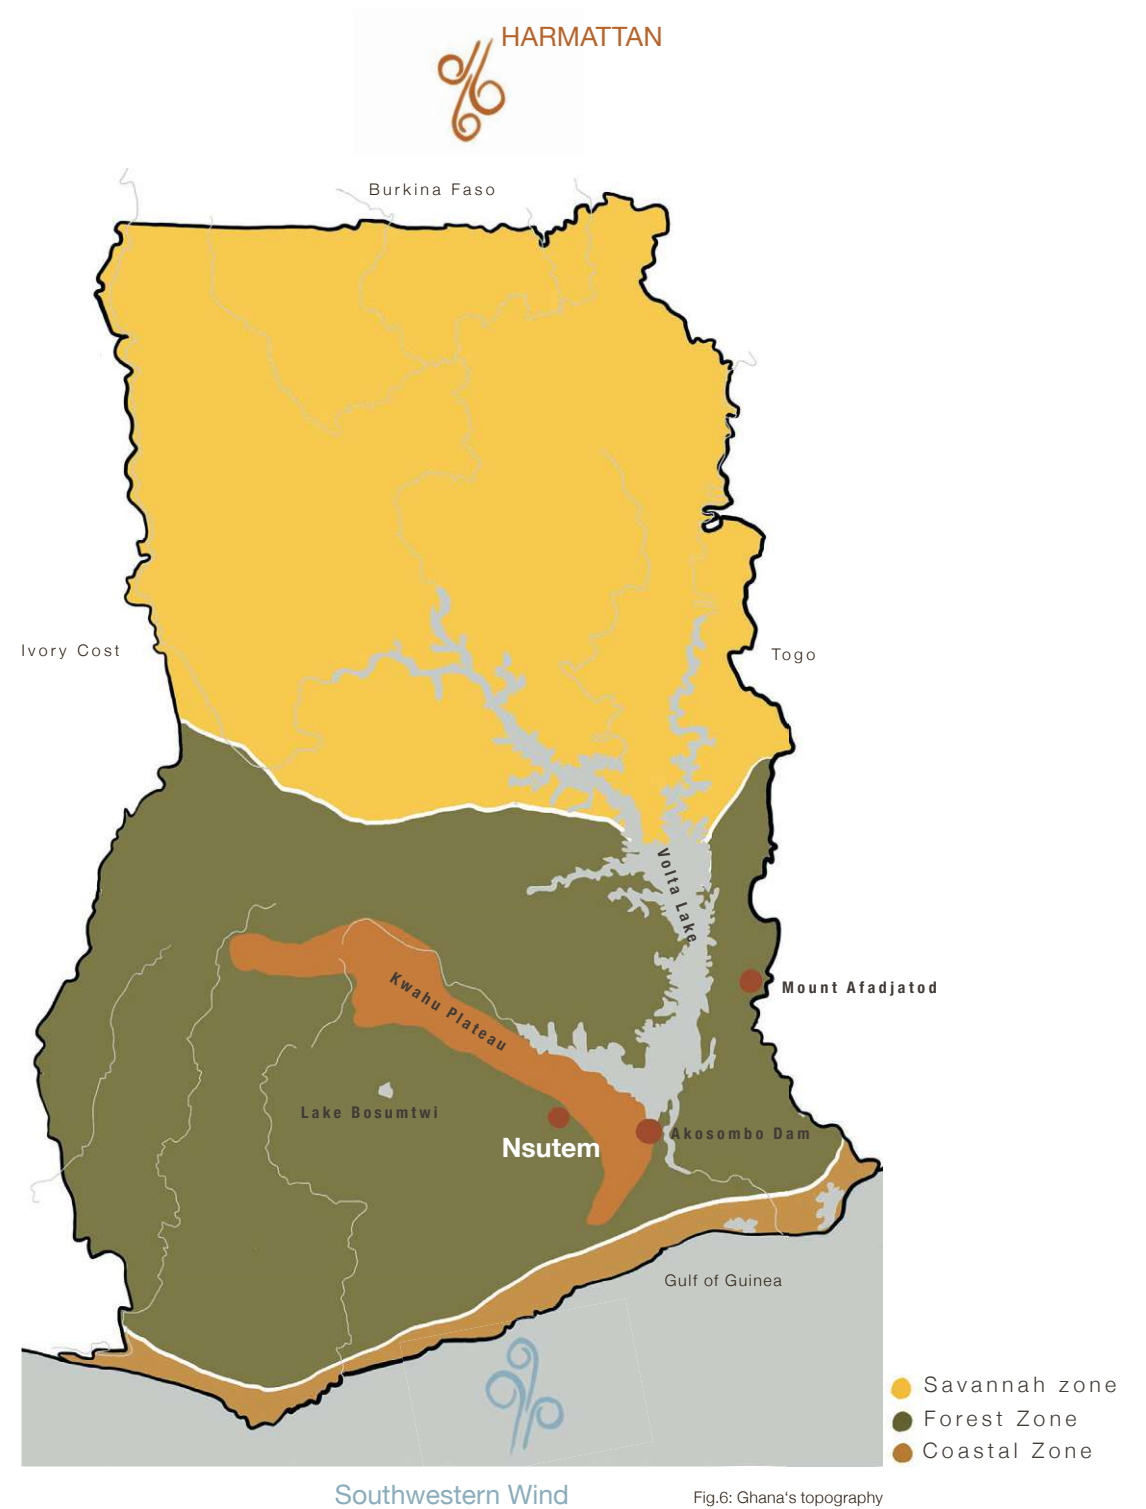 HARMATTAN
Burkina Faso
Ivory Cost
Togo
Volta Lake
Mount Afadjatod
Kwahu Plateau
Lake Bosumtwi
Akosombo Dam
Nsutem
Gulf of Guinea
Savannah zone
Forest Zone
Coastal Zone
Southwestern Wind
Fig.6: Ghana‘s topography